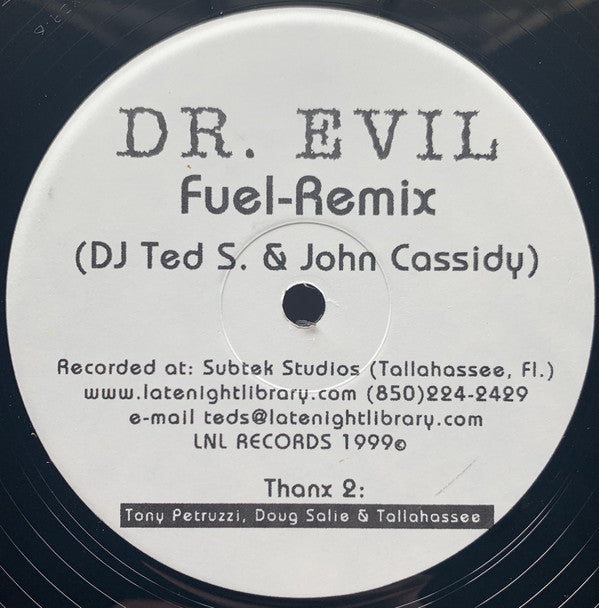 DR. EVIL
Fuel-Remix
(DJ Ted S. & John Cassidy)
Recorded at: Subtek Studios (Tallahassee, Fl.)
www.latenightlibrary.com (850)224-2429
e-mail teds@latenightlibrary.com
LNL RECORDS 1999©
Thanx 2:
Tony Petruzzi, Doug Salie & Tallahassee